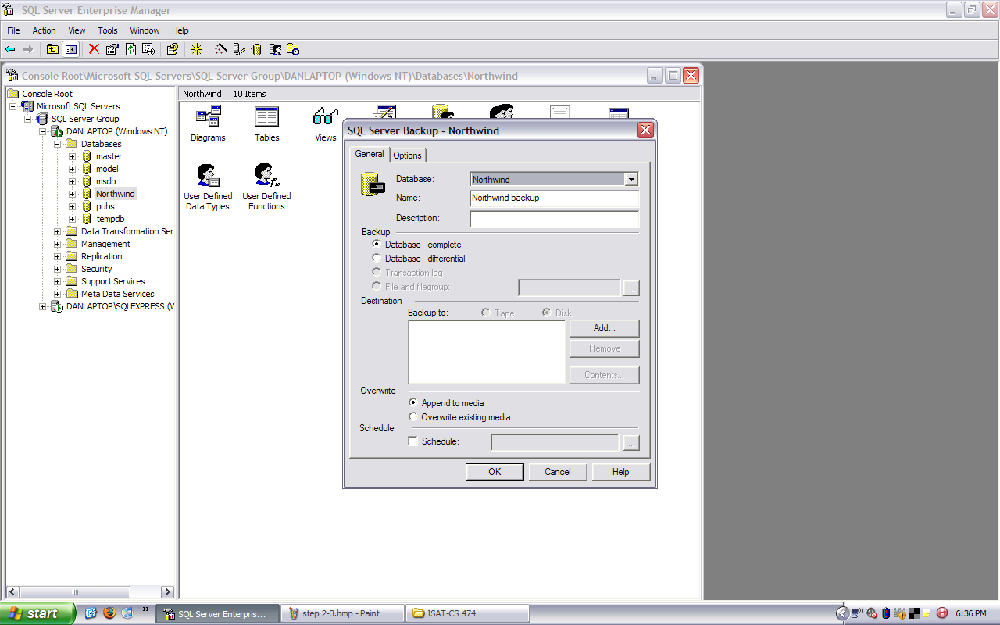 SQL Server Enterprise Manager
File Action View Tools Window Help
Console Root\Microsoft SQL Servers\SQL Server Group\DANLAPTOP (Windows NT)\Databases\Northwind
Console Root
Microsoft SQL Servers
SQL Server Group
DANLAPTOP (Windows NT)
Databases
master
model
msdb
Northwind
pubs
tempdb
Data Transformation Ser
Management
Replication
Security
Support Services
Meta Data Services
DANLAPTOP\SQLEXPRESS (W
Northwind 10 Items
Diagrams
Tables
Views
User Defined Data Types
User Defined Functions
SQL Server Backup - Northwind
General Options
Database: Northwind
Name: Northwind backup
Description:
Backup
Database - complete
Database - differential
Transaction log
File and filegroup: ...
Destination
Backup to: Tape Disk
Add...
Remove
Contents...
Overwrite
Append to media
Overwrite existing media
Schedule
Schedule: ...
OK Cancel Help
start
SQL Server Enterpris...
step 2-3.bmp - Paint
ISAT-CS 474
6:36 PM